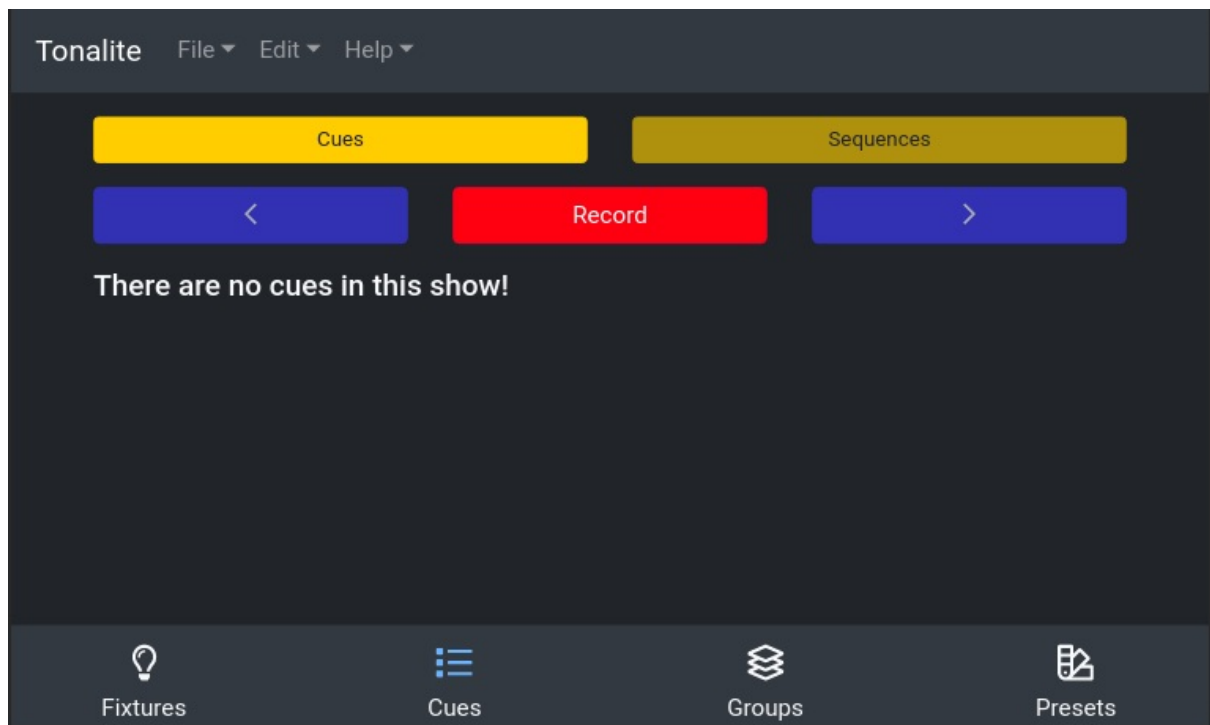 Tonalite File Edit Help
Cues Sequences
< Record >
There are no cues in this show!
Fixtures Cues Groups Presets